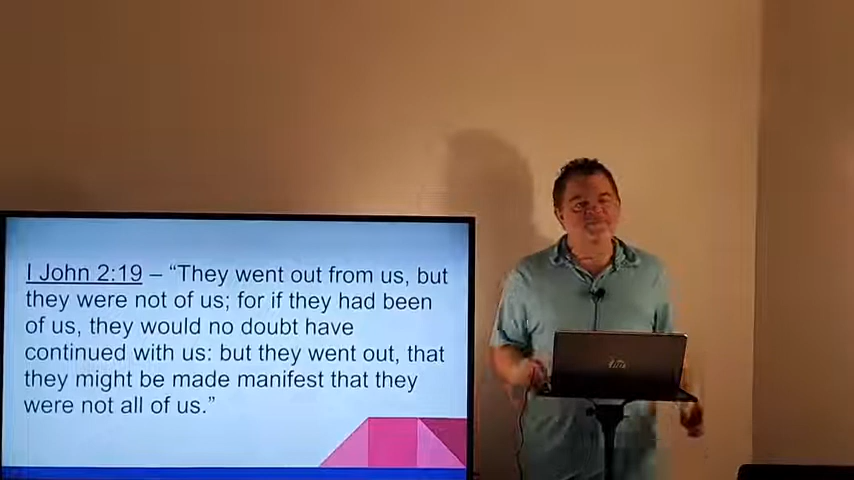 I John 2:19 – “They went out from us, but
they were not of us; for if they had been
of us, they would no doubt have
continued with us: but they went out, that
they might be made manifest that they
were not all of us.”
hp